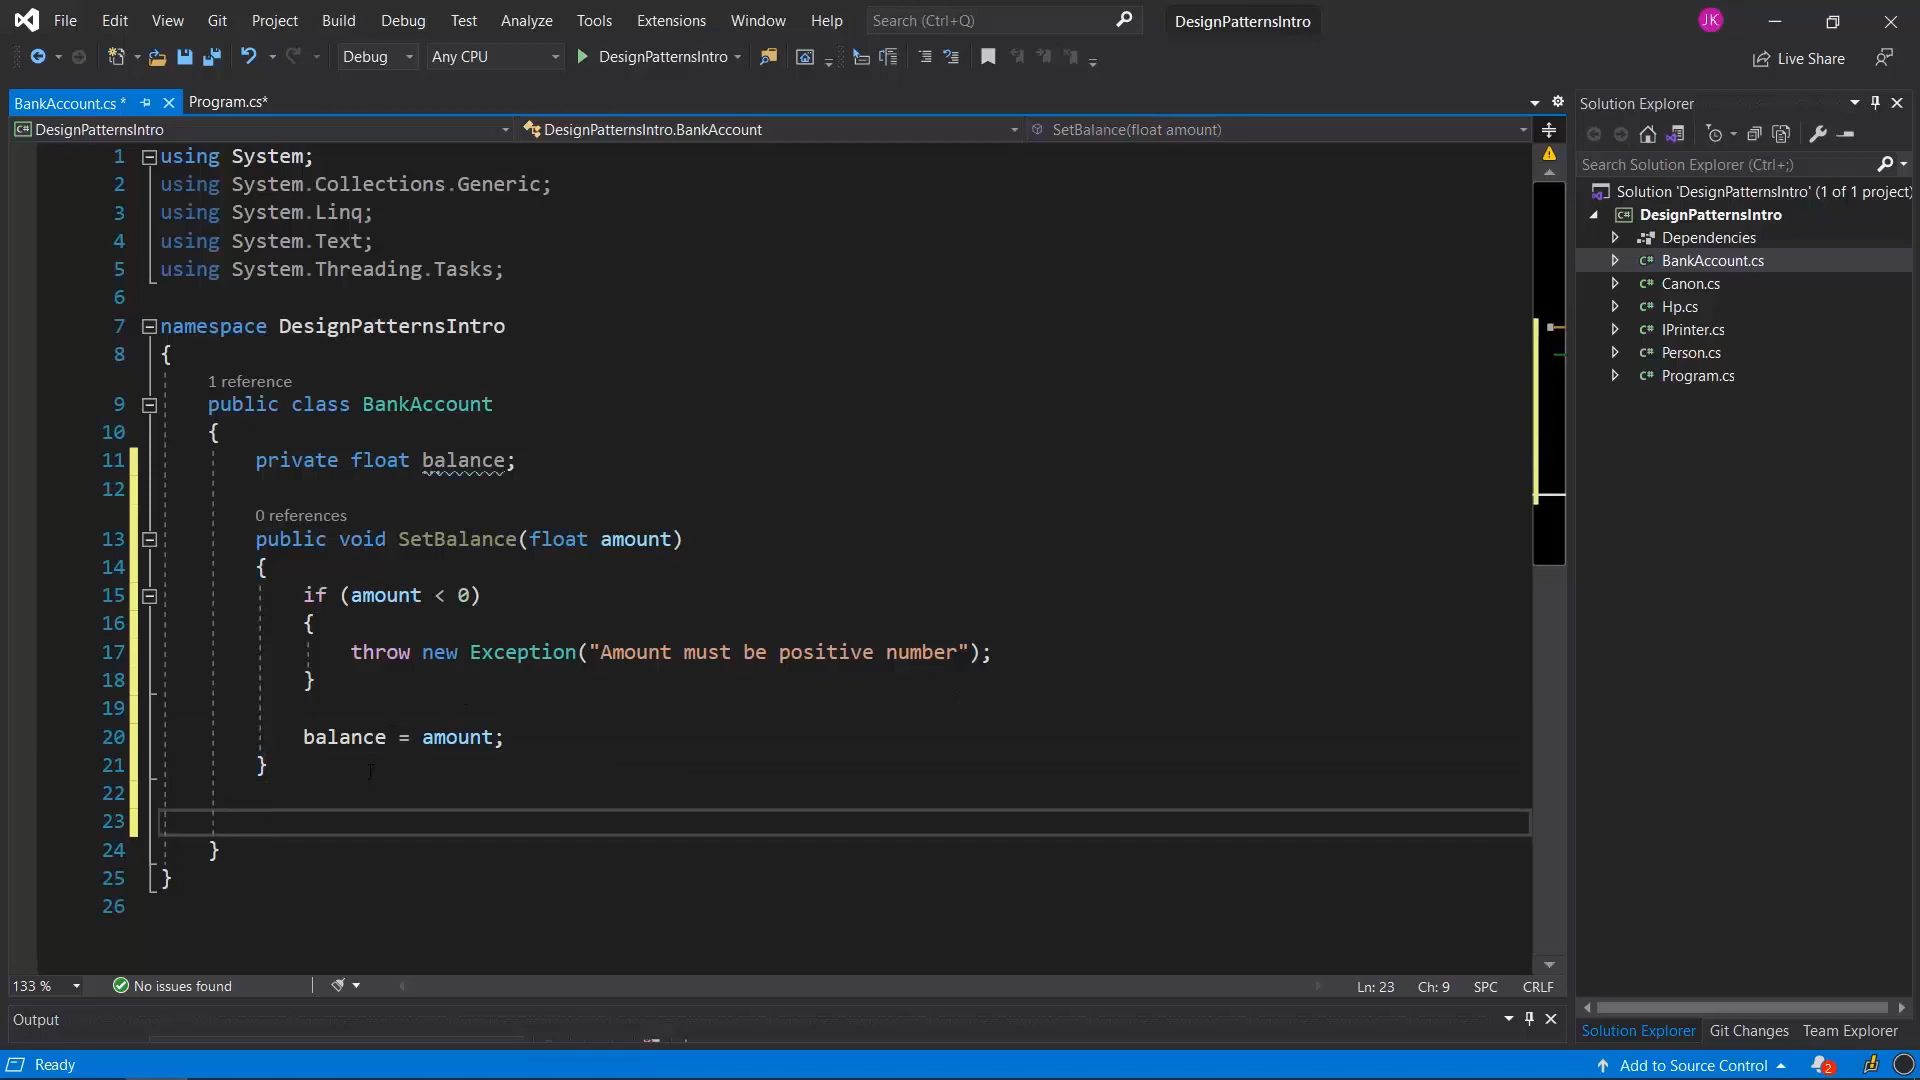 File Edit View Git Project Build Debug Test Analyze Tools Extensions Window Help Search (Ctrl+Q) DesignPatternsIntro JK
Debug Any CPU DesignPatternsIntro Live Share
BankAccount.cs* Program.cs*
DesignPatternsIntro DesignPatternsIntro.BankAccount SetBalance(float amount)
1 using System;
2 using System.Collections.Generic;
3 using System.Linq;
4 using System.Text;
5 using System.Threading.Tasks;
6
7 namespace DesignPatternsIntro
8 {
1 reference
9 public class BankAccount
10 {
11 private float balance;
12
0 references
13 public void SetBalance(float amount)
14 {
15 if (amount < 0)
16 {
17 throw new Exception("Amount must be positive number");
18 }
19
20 balance = amount;
21 }
22
23
24 }
25 }
26
133 % No issues found Ln: 23 Ch: 9 SPC CRLF
Output
Solution Explorer
Search Solution Explorer (Ctrl+;)
Solution 'DesignPatternsIntro' (1 of 1 project)
C# DesignPatternsIntro
Dependencies
C# BankAccount.cs
C# Canon.cs
C# Hp.cs
C# IPrinter.cs
C# Person.cs
C# Program.cs
Solution Explorer Git Changes Team Explorer
Ready Add to Source Control 2